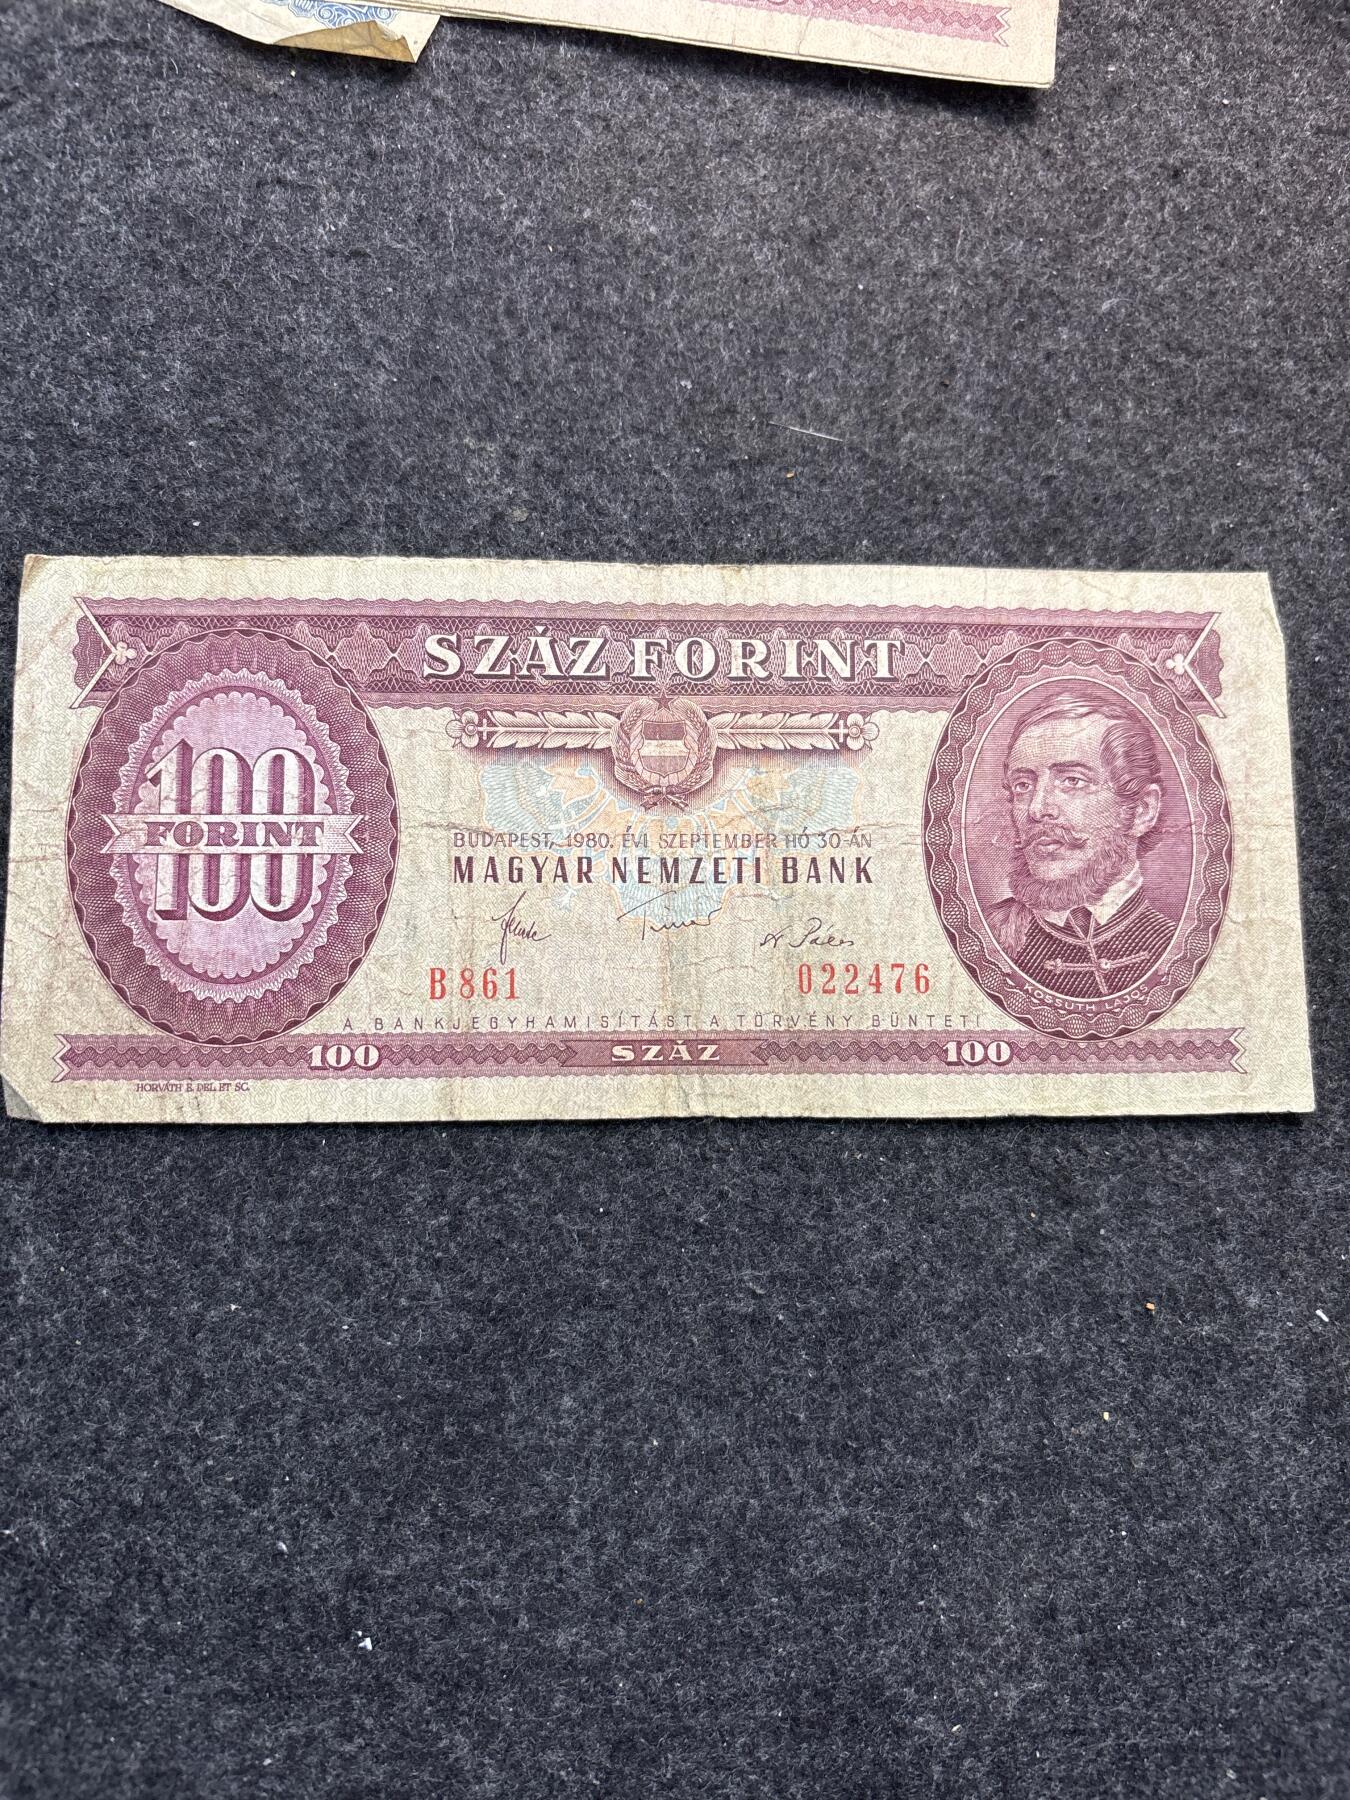 SZÁZ FORINT
100
FORINT
100
BUDAPEST, 1980. ÉVI SZEPTEMBER HÓ 30-ÁN
MAGYAR NEMZETI BANK
B 861
022476
KOSSUTH LAJOS
A BANKJEGYHAMISÍTÁST A TÖRVÉNY BÜNTETI
100 SZÁZ 100
HORVÁTH E. DEL ET SC.